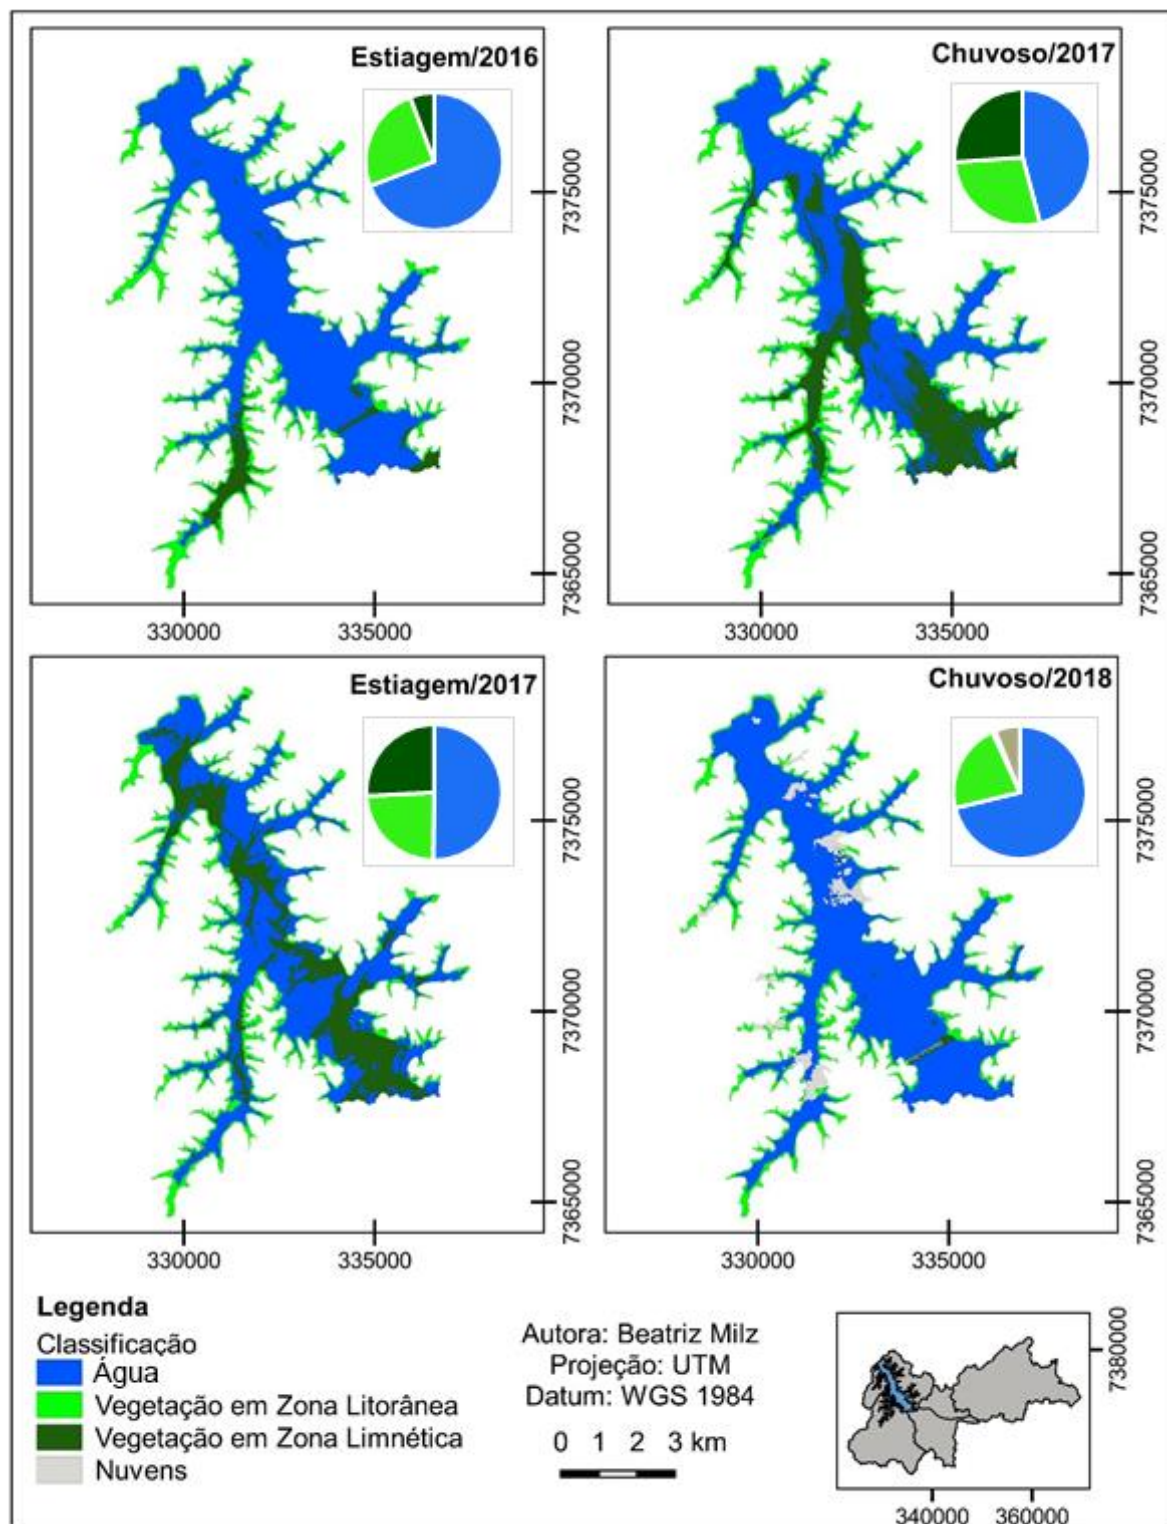 Estiagem/2016
7375000
7370000
7365000
330000
335000
Chuvoso/2017
7375000
7370000
7365000
330000
335000
Estiagem/2017
7375000
7370000
7365000
330000
335000
Chuvoso/2018
7375000
7370000
7365000
330000
335000
Legenda
Classificação
Água
Vegetação em Zona Litorânea
Vegetação em Zona Limnética
Nuvens
Autora: Beatriz Milz
Projeção: UTM
Datum: WGS 1984
0 1 2 3 km
7380000
340000
360000